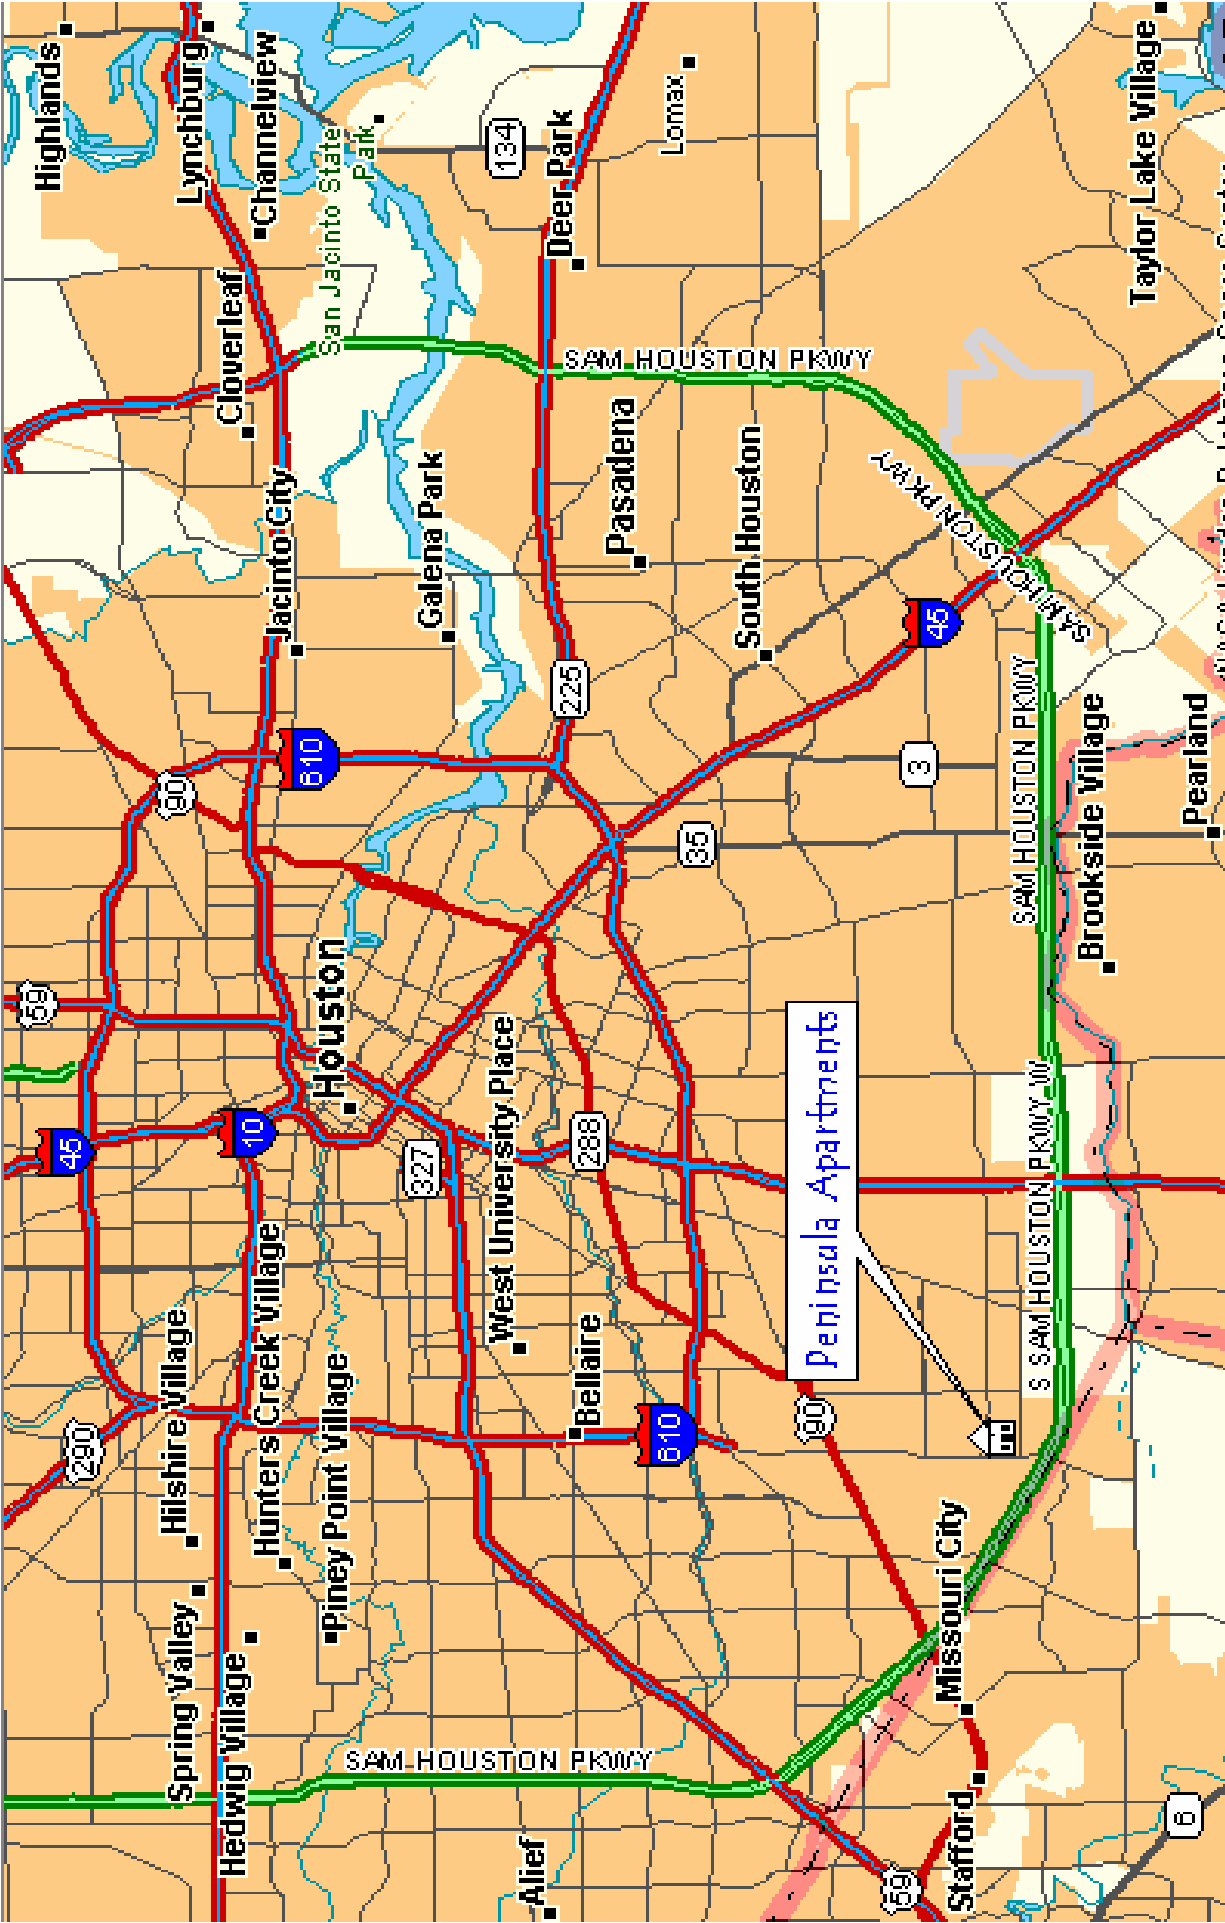 Highlands
59
45
290
Hilshire Village
90
Lynchburg
Spring Valley
Cloverleaf
Hedwig Village
10
Channelview
Hunters Creek Village
Jacinto City
610
San Jacinto State
Park
Piney Point Village
Houston
327
Galena Park
SAM HOUSTON PKWY
West University Place
134
Alief
Deer Park
225
Bellaire
288
SAM HOUSTON PKWY
Pasadena
610
Lomax
35
South Houston
90
Peninsula Apartments
59
SAM HOUSTON PKWY
3
45
Missouri City
Stafford
SAM HOUSTON PKWY
S SAM HOUSTON PKWY W
SAM HOUSTON PKWY
Brookside Village
Taylor Lake Village
6
Pearland